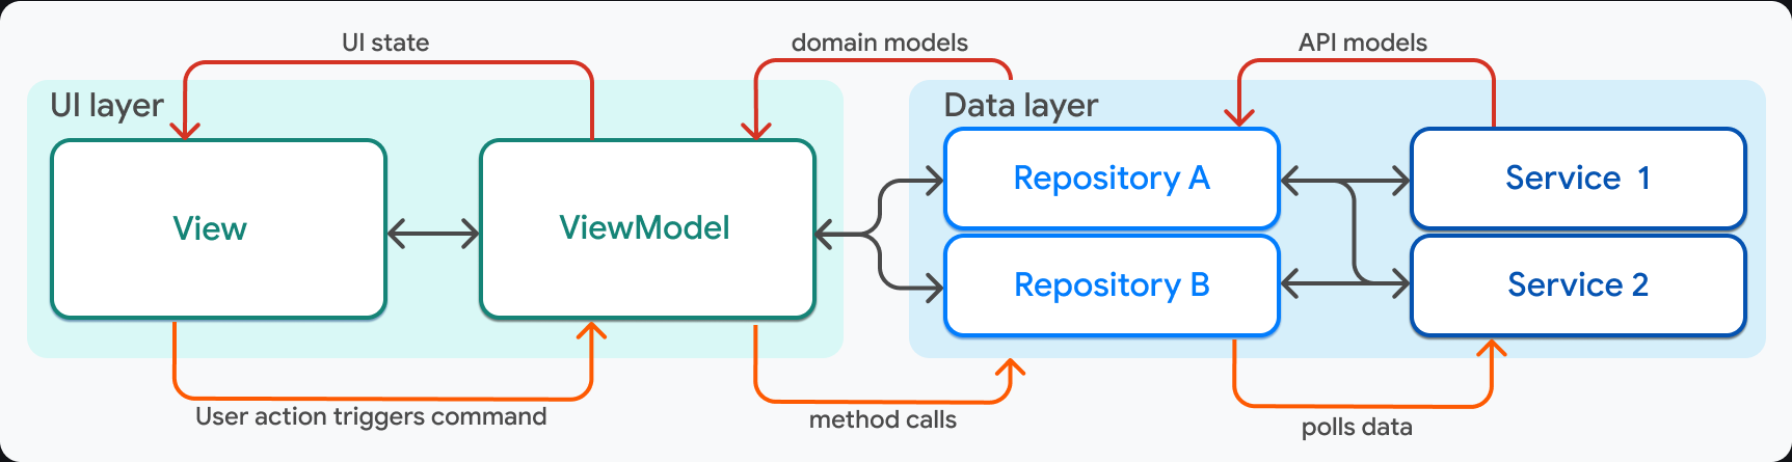 UI state
domain models
API models
UI layer
Data layer
View
ViewModel
Repository A
Service 1
Repository B
Service 2
User action triggers command
method calls
polls data